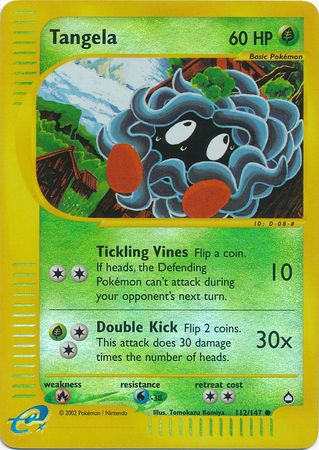 Tangela 60 HP
Basic Pokémon
ID: D-08-#
Tickling Vines Flip a coin.
If heads, the Defending
Pokémon can't attack during
your opponent's next turn.
10
Double Kick Flip 2 coins.
This attack does 30 damage
times the number of heads.
30x
weakness resistance retreat cost
-30
e
© 2002 Pokémon / Nintendo Illus. Tomokazu Komiya 112/147